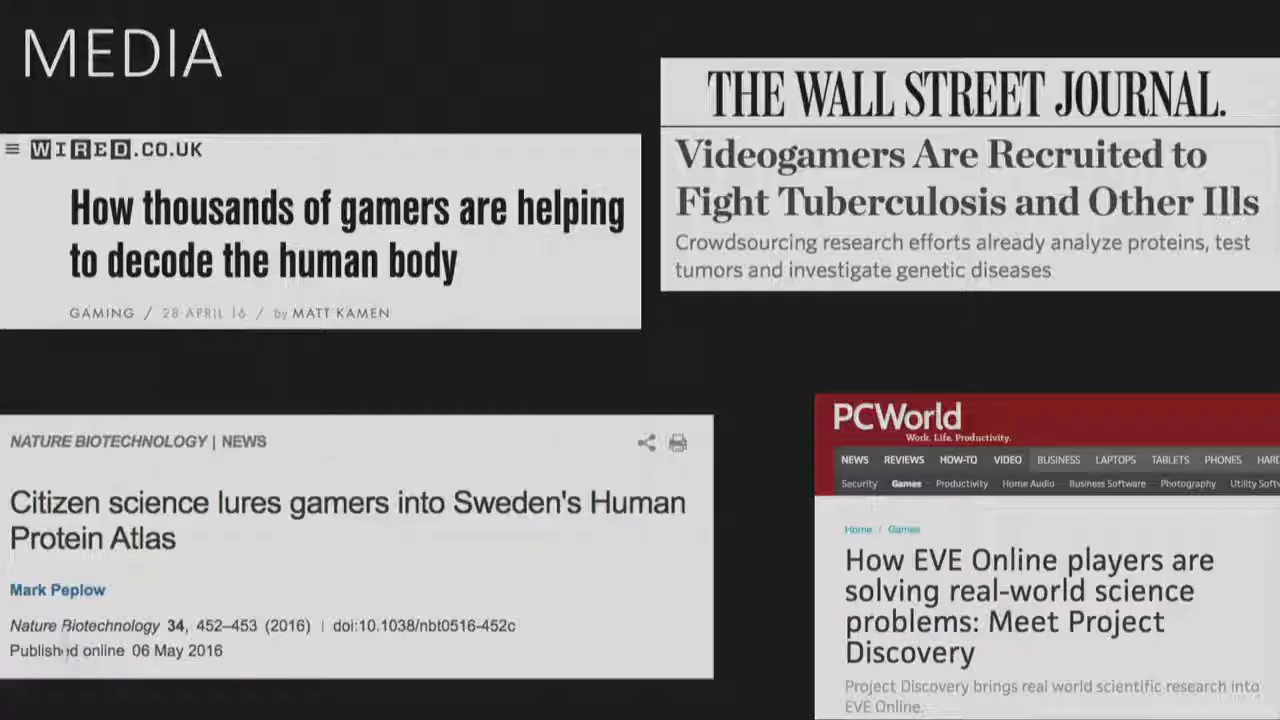 MEDIA
WIRED.CO.UK
How thousands of gamers are helping
to decode the human body
GAMING / 28 APRIL 16 / by MATT KAMEN
THE WALL STREET JOURNAL.
Videogamers Are Recruited to
Fight Tuberculosis and Other Ills
Crowdsourcing research efforts already analyze proteins, test
tumors and investigate genetic diseases
NATURE BIOTECHNOLOGY | NEWS
Citizen science lures gamers into Sweden's Human
Protein Atlas
Mark Peplow
Nature Biotechnology 34, 452–453 (2016) | doi:10.1038/nbt0516-452c
Published online 06 May 2016
PCWorld
Work. Life. Productivity.
NEWS REVIEWS HOW-TO VIDEO BUSINESS LAPTOPS TABLETS PHONES HARD
Security Games Productivity Home Audio Business Software Photography Utility Softw
Home / Games
How EVE Online players are
solving real-world science
problems: Meet Project
Discovery
Project Discovery brings real world scientific research into
EVE Online.